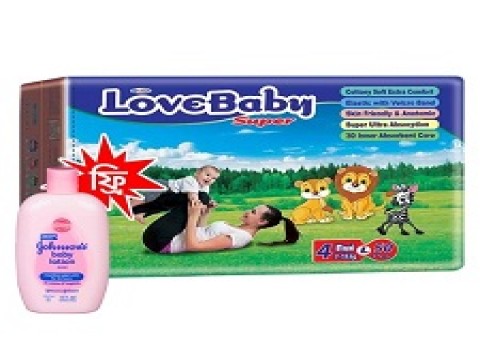 LoveBaby
Super
Cottony Soft Extra Comfort
Elastic with Velcro Band
Skin Friendly & Anatomic
Super Ultra Absorption
3D Inner Absorbent Core
ফ্রি
Johnson's
baby
lotion
4
Maxi
L